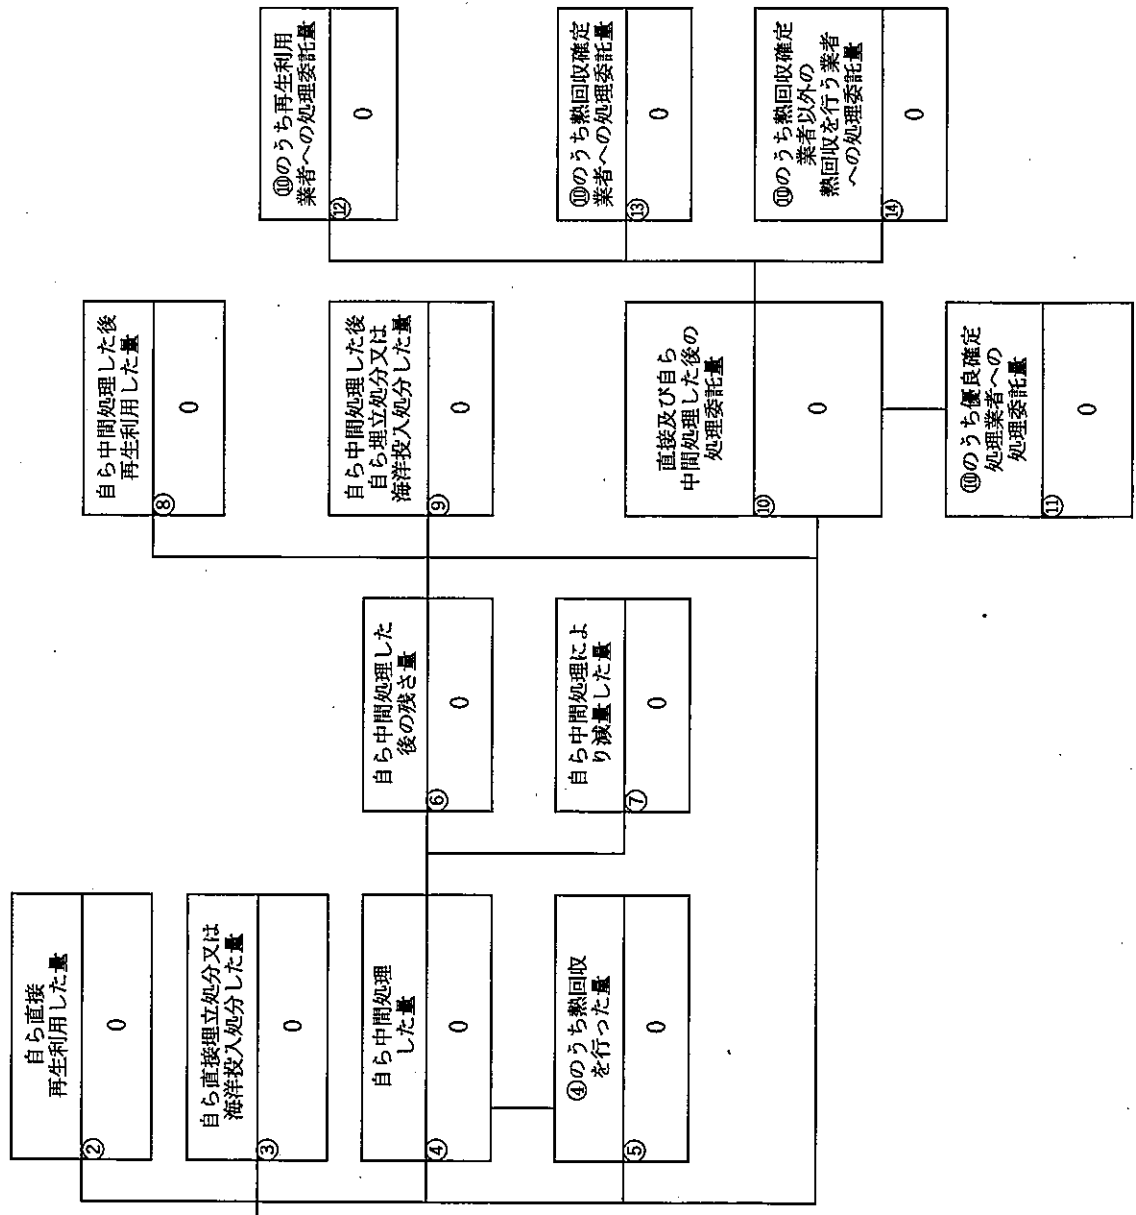 自ら直接
再生利用した量
②
0
自ら直接埋立処分又は
海洋投入処分した量
③
0
自ら中間処理
した量
④
0
④のうち熱回収
を行った量
⑤
0
自ら中間処理した
後の残さ量
⑥
0
自ら中間処理によ
り減量した量
⑦
0
自ら中間処理した後
再生利用した量
⑧
0
自ら中間処理した後
自ら埋立処分又は
海洋投入処分した量
⑨
0
直接及び自ら
中間処理した後の
処理委託量
⑩
0
⑩のうち優良確定
処理業者への
処理委託量
⑪
0
⑩のうち再生利用
業者への処理委託量
⑫
0
⑩のうち熱回収確定
業者への処理委託量
⑬
0
⑩のうち熱回収確定
業者以外の
熱回収を行う業者
への処理委託量
⑭
0